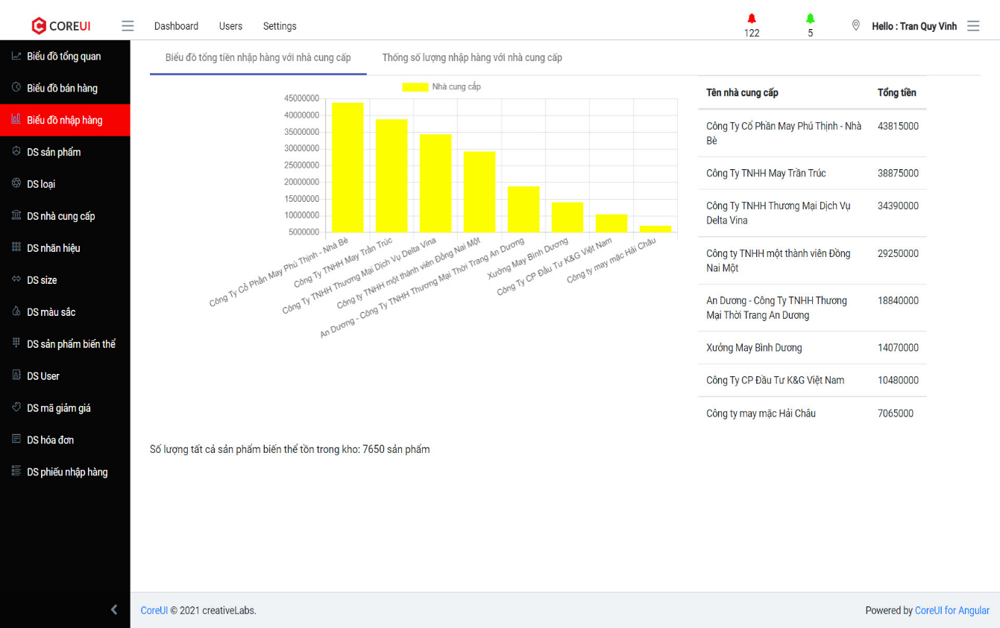 COREUI
Dashboard
Users
Settings
122
5
Hello : Tran Quy Vinh
Biểu đồ tổng quan
Biểu đồ bán hàng
Biểu đồ nhập hàng
DS sản phẩm
DS loại
DS nhà cung cấp
DS nhãn hiệu
DS size
DS màu sắc
DS sản phẩm biến thể
DS User
DS mã giảm giá
DS hóa đơn
DS phiếu nhập hàng
Biểu đồ tổng tiền nhập hàng với nhà cung cấp
Thống số lượng nhập hàng với nhà cung cấp
Nhà cung cấp
45000000
40000000
35000000
30000000
25000000
20000000
15000000
10000000
5000000
Công Ty Cổ Phần May Phú Thịnh - Nhà Bè
Công Ty TNHH May Trần Trúc
Công Ty TNHH Thương Mại Dịch Vụ Delta Vina
Công ty TNHH một thành viên Đồng Nai Một
An Dương - Công Ty TNHH Thương Mại Thời Trang An Dương
Xưởng May Bình Dương
Công Ty CP Đầu Tư K&G Việt Nam
Công ty may mặc Hải Châu
Tên nhà cung cấp Tổng tiền
Công Ty Cổ Phần May Phú Thịnh - Nhà 43815000
Bè
Công Ty TNHH May Trần Trúc 38875000
Công Ty TNHH Thương Mại Dịch Vụ 34390000
Delta Vina
Công ty TNHH một thành viên Đồng 29250000
Nai Một
An Dương - Công Ty TNHH Thương 18840000
Mại Thời Trang An Dương
Xưởng May Bình Dương 14070000
Công Ty CP Đầu Tư K&G Việt Nam 10480000
Công ty may mặc Hải Châu 7065000
Số lượng tất cả sản phẩm biến thể tồn trong kho: 7650 sản phẩm
CoreUI © 2021 creativeLabs.
Powered by CoreUI for Angular